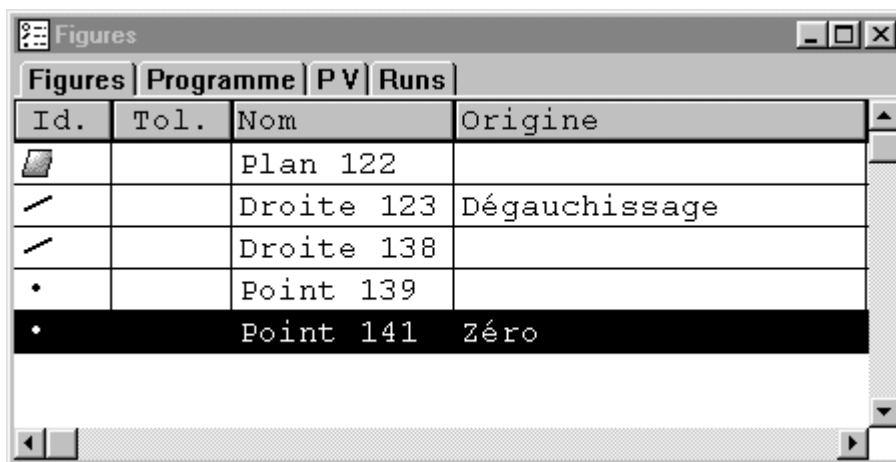 Figures
Figures Programme P V Runs
Id. Tol. Nom Origine
Plan 122
Droite 123 Dégauchissage
Droite 138
Point 139
Point 141 Zéro